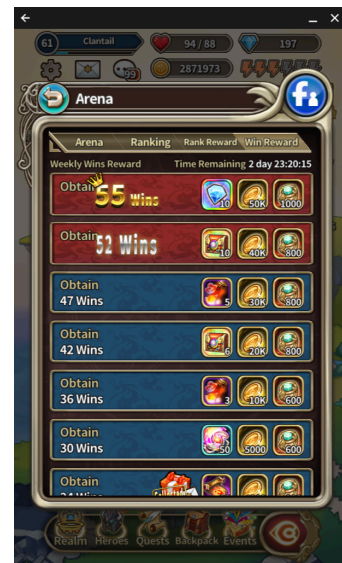 61 Clantail 94/88 197
99 2871973
Arena
Arena Ranking Rank Reward Win Reward
Weekly Wins Reward Time Remaining 2 day 23:20:15
Obtain 55 Wins 10 50K 1000
Obtain 52 Wins 10 40K 800
Obtain
47 Wins 5 30K 800
Obtain
42 Wins 6 20K 800
Obtain
36 Wins 3 10K 600
Obtain
30 Wins 50 5000 600
Obtain
Realm Heroes Quests Backpack Events